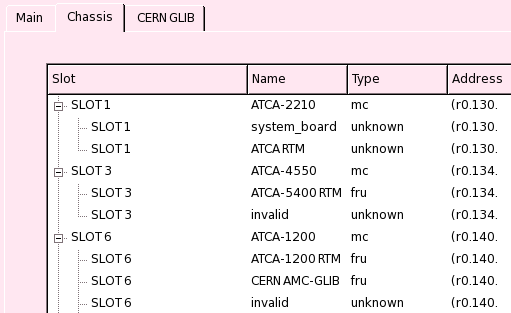 Main Chassis CERN GLIB
Slot Name Type Address
SLOT 1 ATCA-2210 mc (r0.130.
SLOT 1 system_board unknown (r0.130.
SLOT 1 ATCA RTM unknown (r0.130.
SLOT 3 ATCA-4550 mc (r0.134.
SLOT 3 ATCA-5400 RTM fru (r0.134.
SLOT 3 invalid unknown (r0.134.
SLOT 6 ATCA-1200 mc (r0.140.
SLOT 6 ATCA-1200 RTM fru (r0.140.
SLOT 6 CERN AMC-GLIB fru (r0.140.
SLOT 6 invalid unknown (r0.140.